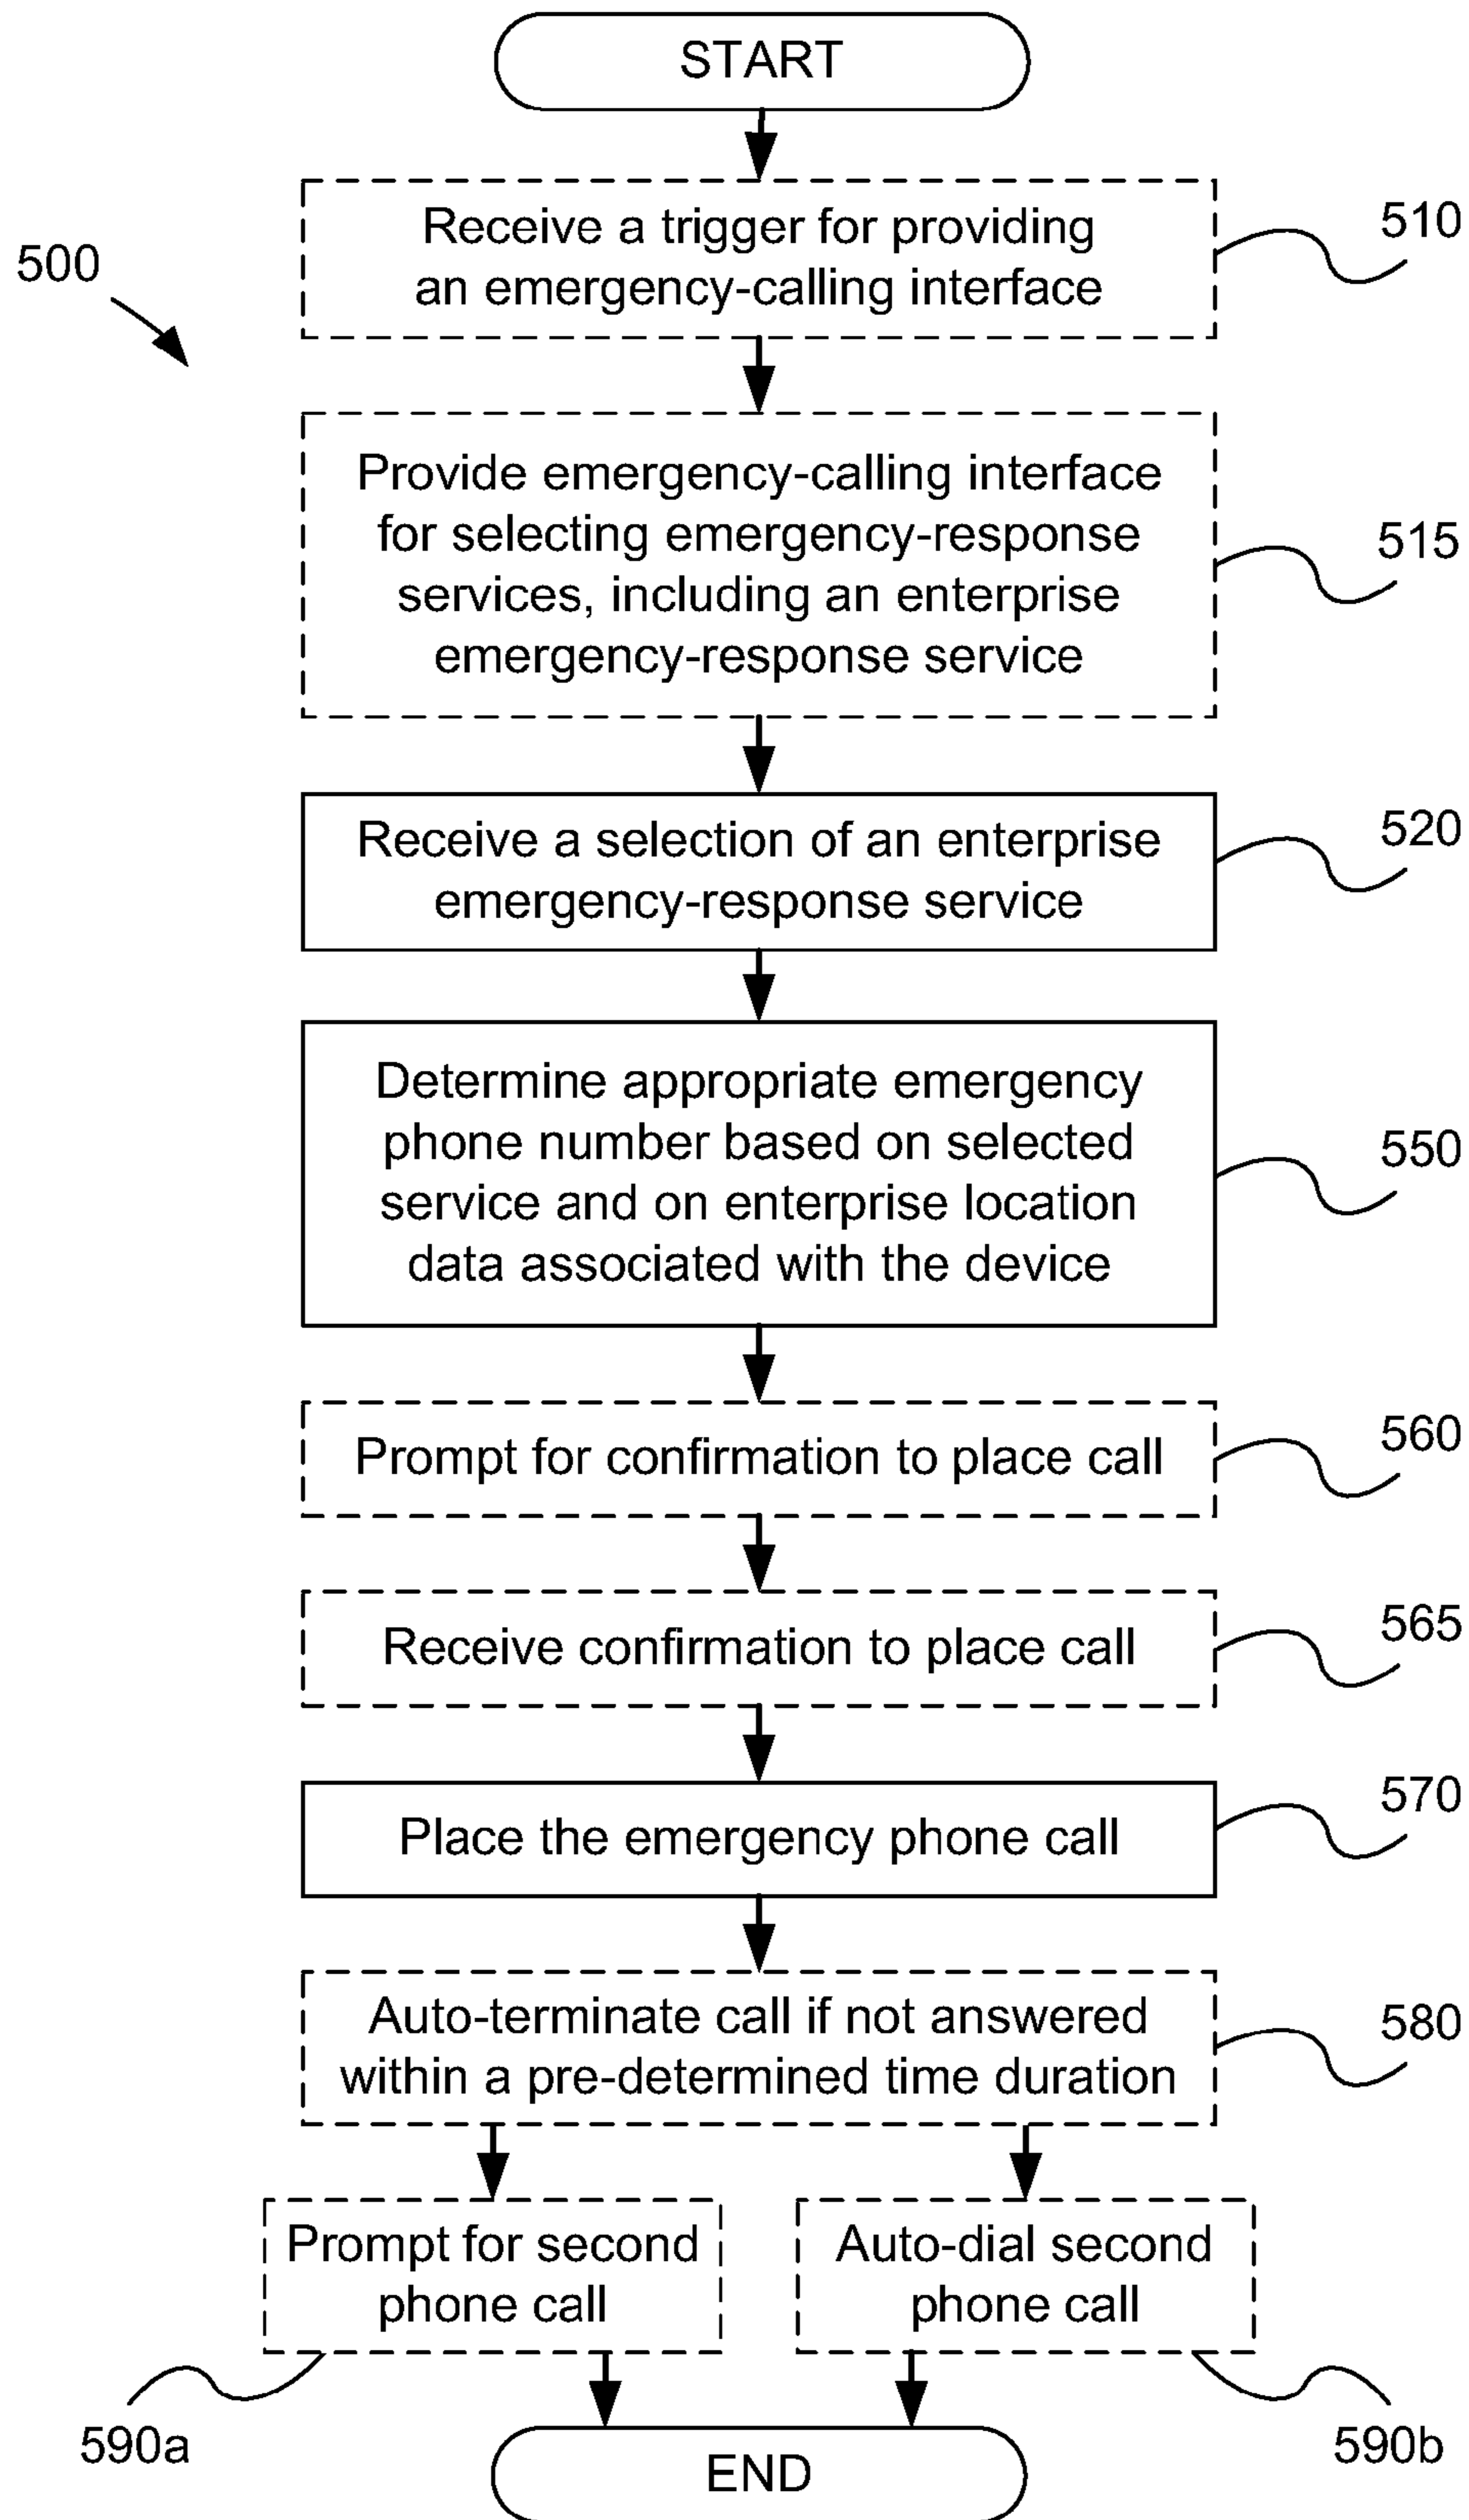 START
Receive a trigger for providing
an emergency-calling interface
510
500
Provide emergency-calling interface
for selecting emergency-response
services, including an enterprise
emergency-response service
515
Receive a selection of an enterprise
emergency-response service
520
Determine appropriate emergency
phone number based on selected
service and on enterprise location
data associated with the device
550
Prompt for confirmation to place call
560
Receive confirmation to place call
565
Place the emergency phone call
570
Auto-terminate call if not answered
within a pre-determined time duration
580
Prompt for second
phone call
Auto-dial second
phone call
590a
590b
END